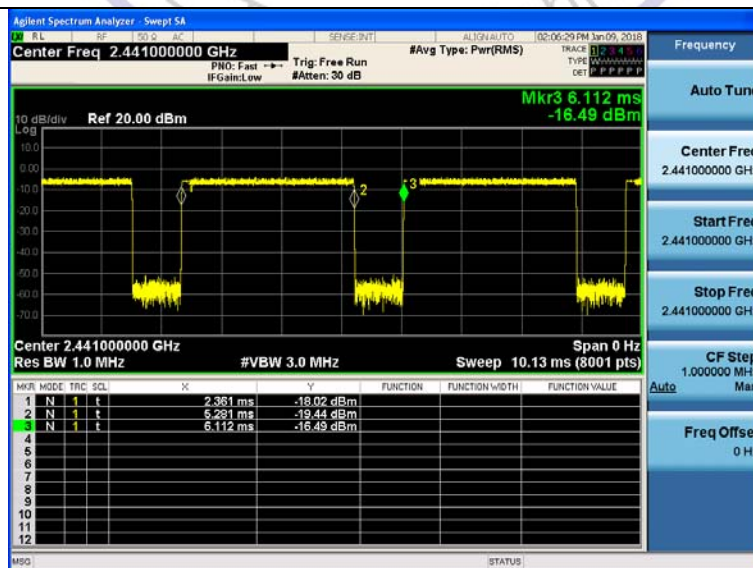 Agilent Spectrum Analyzer - Swept SA
LXI RL RF 50 Ω AC SENSE:INT ALIGN AUTO 02:06:29 PM Jan 09, 2018
Center Freq 2.441000000 GHz
#Avg Type: Pwr(RMS)
TRACE 1 2 3 4 5 6
PNO: Fast Trig: Free Run
TYPE W
IFGain:Low #Atten: 30 dB
DET P P P P P P
Mkr3 6.112 ms
10 dB/div Ref 20.00 dBm -16.49 dBm
Log
10.0
0.00
-10.0
-20.0
-30.0
-40.0
-50.0
-60.0
-70.0
2
3
Center 2.441000000 GHz Span 0 Hz
Res BW 1.0 MHz #VBW 3.0 MHz Sweep 10.13 ms (8001 pts)
MKR MODE TRC SCL X Y FUNCTION FUNCTION WIDTH FUNCTION VALUE
1 N 1 t 2.361 ms -18.02 dBm
2 N 1 t 5.281 ms -19.44 dBm
3 N 1 t 6.112 ms -16.49 dBm
4
5
6
7
8
9
10
11
12
MSG STATUS
Frequency
Auto Tun
Center Fre
2.441000000 GH
Start Fre
2.441000000 GH
Stop Fre
2.441000000 GH
CF Step
1.000000 MH
Auto Ma
Freq Offse
0 H